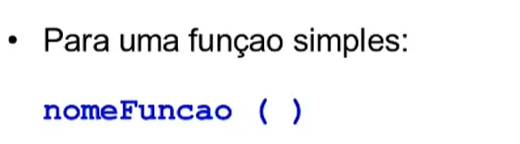 • Para uma funçao simples:
nomeFuncao ( )